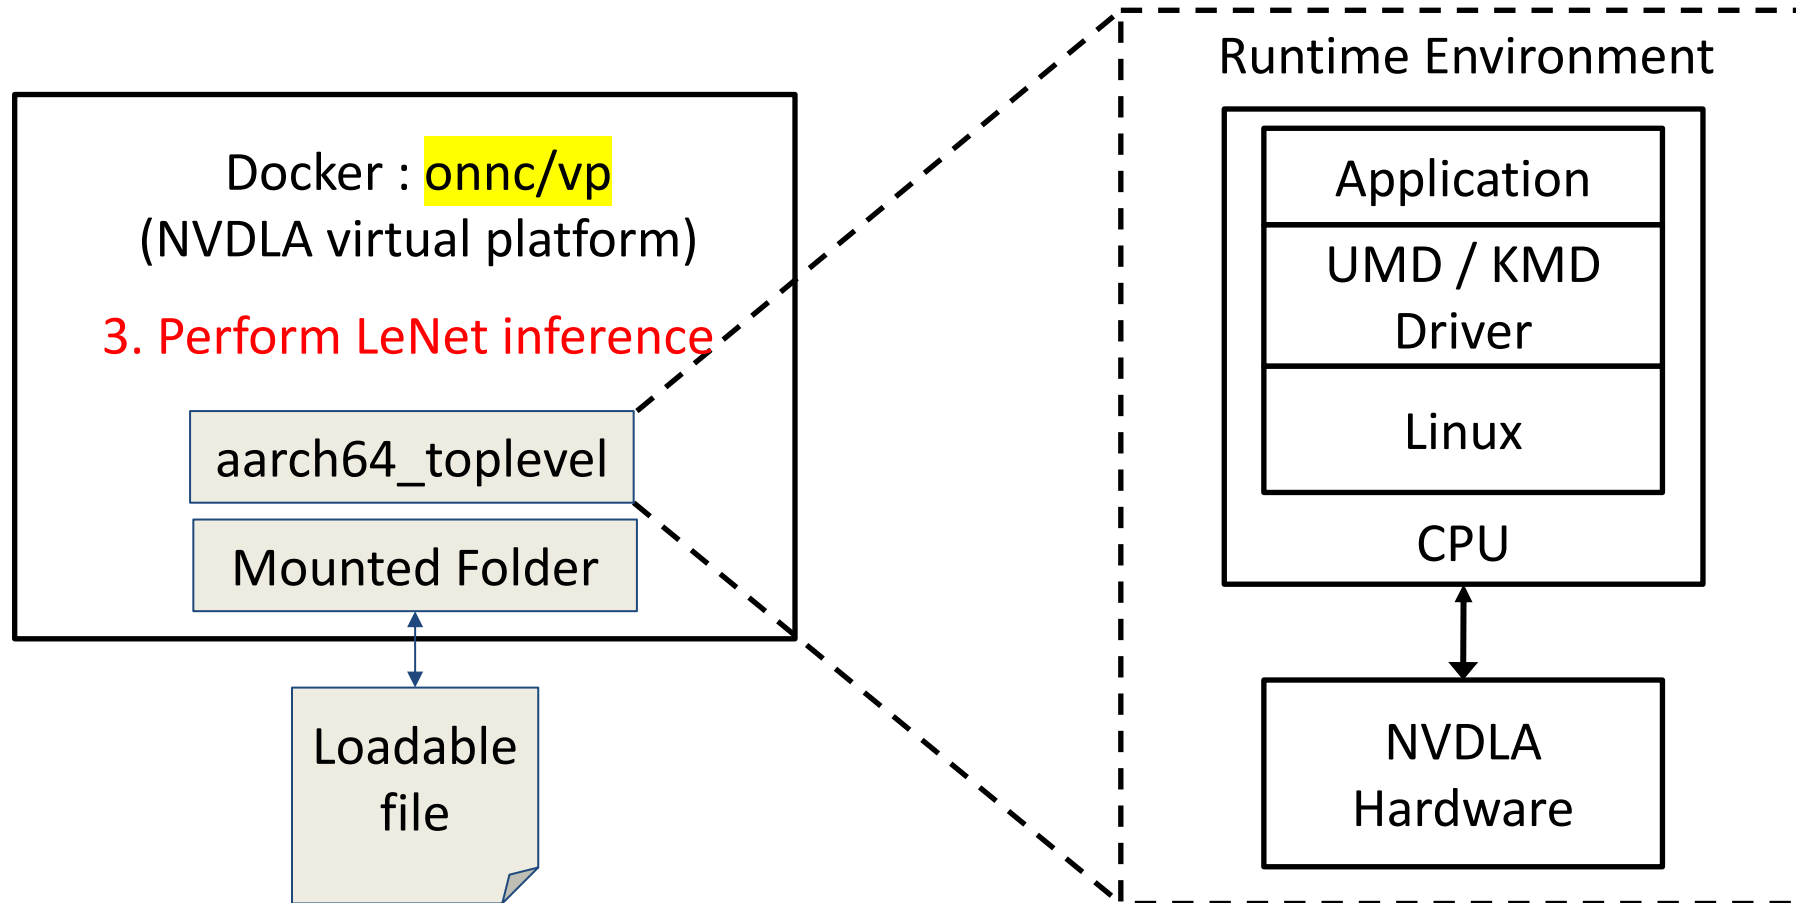 Docker : onnc/vp
(NVDLA virtual platform)
3. Perform LeNet inference
aarch64_toplevel
Mounted Folder
Loadable
file
Runtime Environment
Application
UMD / KMD
Driver
Linux
CPU
NVDLA
Hardware